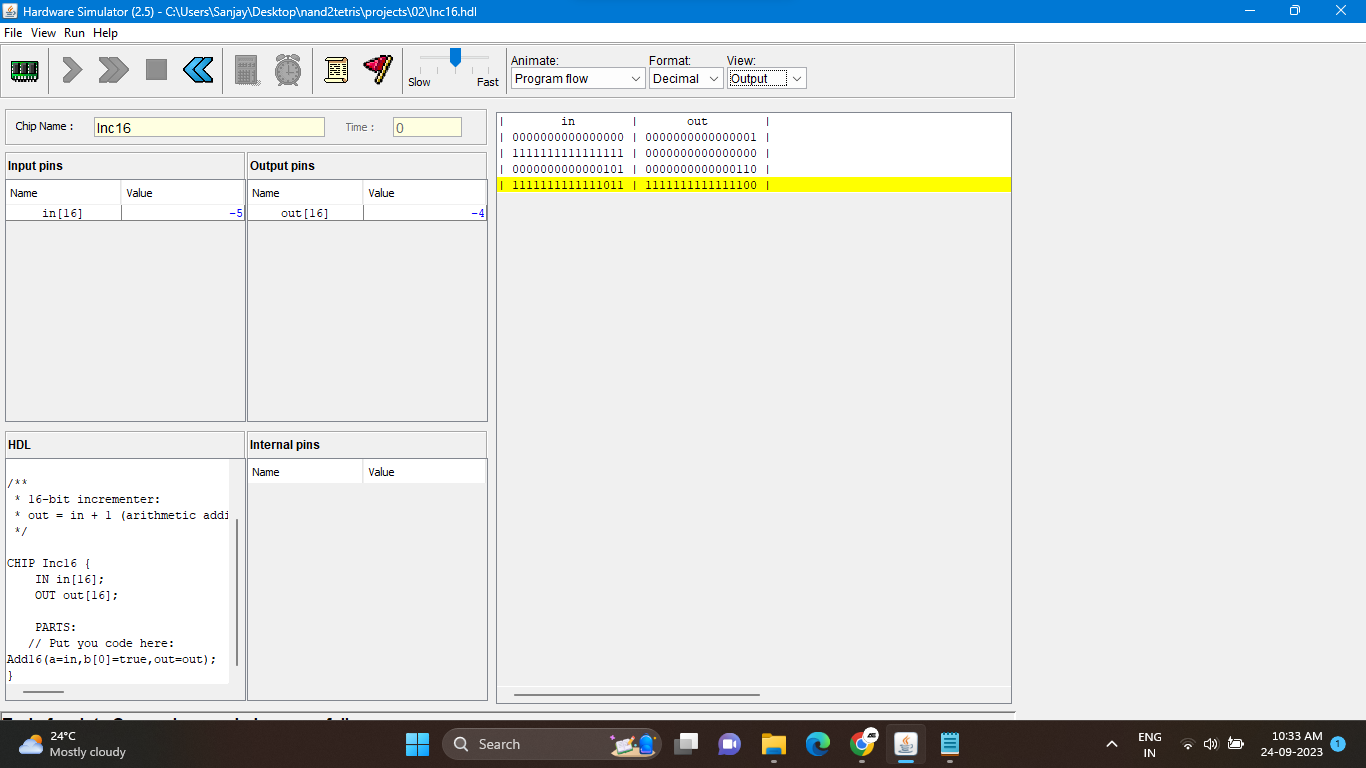 Hardware Simulator (2.5) - C:\Users\Sanjay\Desktop\nand2tetris\projects\02\Inc16.hdl
File View Run Help
Slow Fast
Animate: Format: View:
Program flow Decimal Output
Chip Name : Inc16 Time : 0
Input pins Output pins
Name Value Name Value
in[16] -5 out[16] -4
| in | out |
| 0000000000000000 | 0000000000000001 |
| 1111111111111111 | 0000000000000000 |
| 0000000000000101 | 0000000000000110 |
| 1111111111111011 | 1111111111111100 |
HDL Internal pins
Name Value
/**
* 16-bit incrementer:
* out = in + 1 (arithmetic addi
*/
CHIP Inc16 {
IN in[16];
OUT out[16];
PARTS:
// Put you code here:
Add16(a=in,b[0]=true,out=out);
}
24°C
Mostly cloudy
Search
ENG
IN
10:33 AM
24-09-2023
1